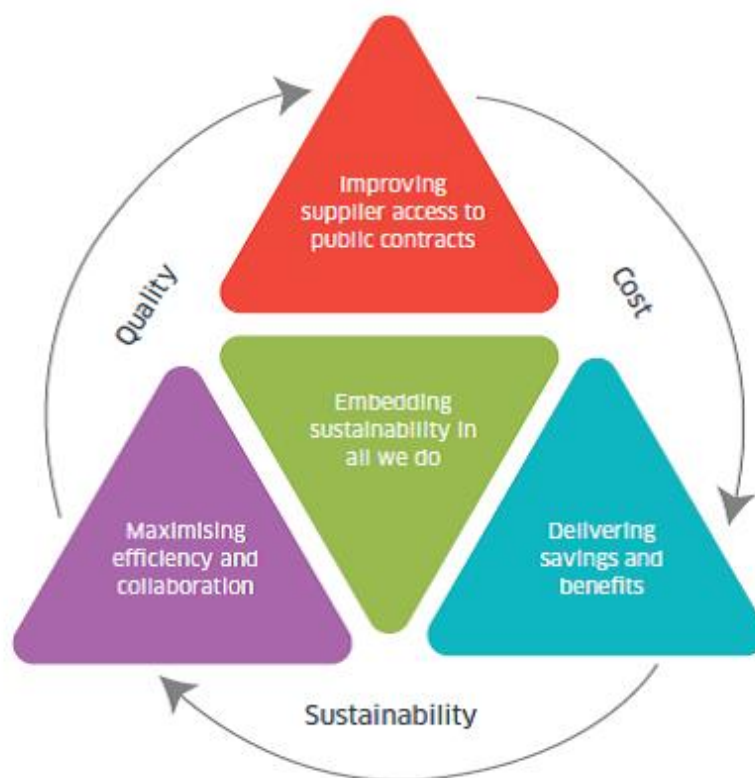 Improving
supplier access to
public contracts
Quality
Cost
Embedding
sustainability in
all we do
Maximising
efficiency and
collaboration
Delivering
savings and
benefits
Sustainability